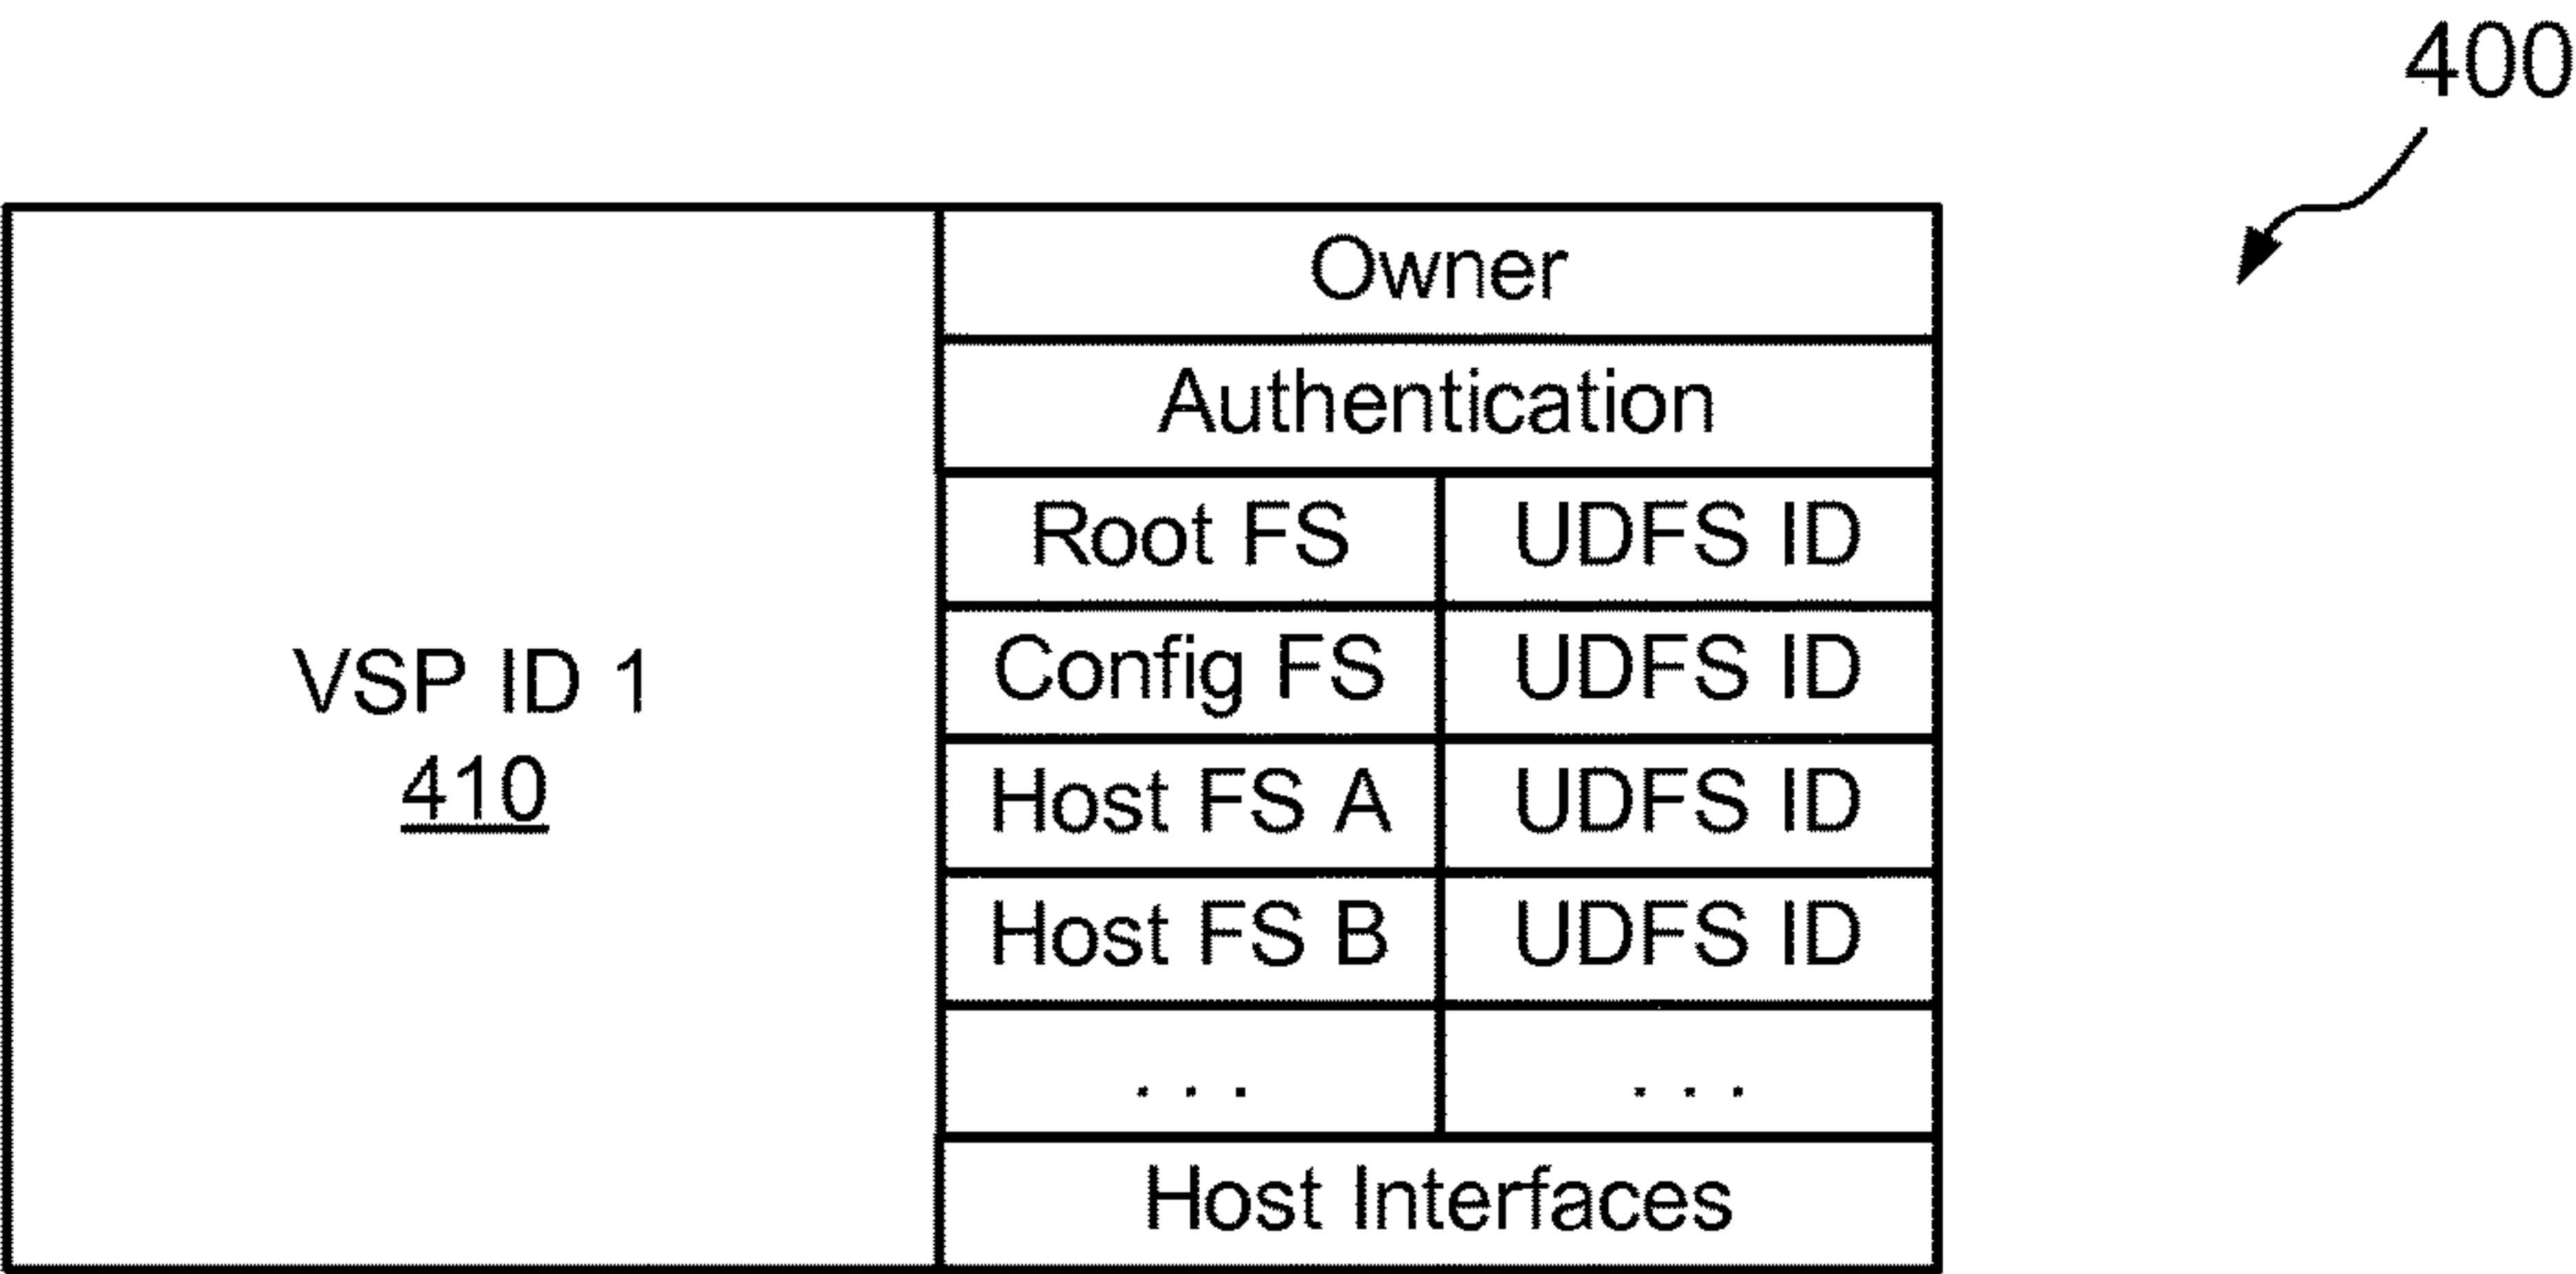 400
Owner
Authentication
Root FS UDFS ID
Config FS UDFS ID
VSP ID 1
410
Host FS A UDFS ID
Host FS B UDFS ID
. . . . . .
Host Interfaces